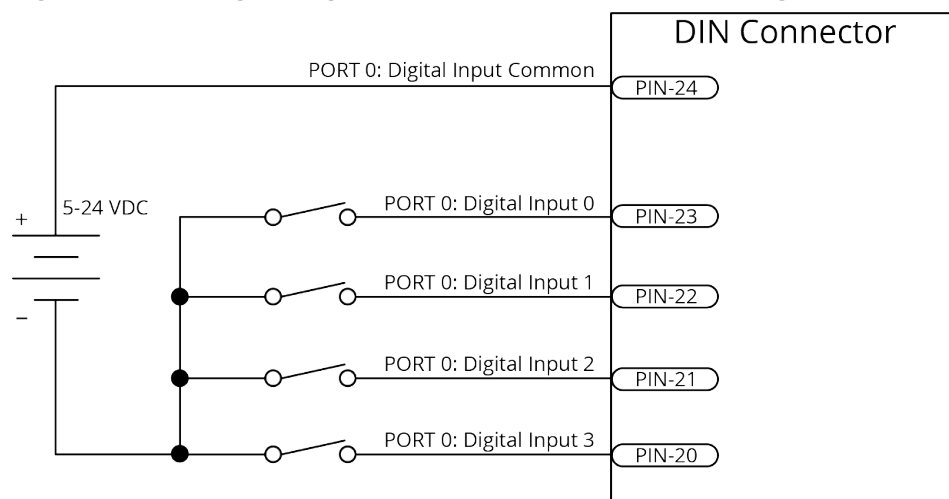 DIN Connector
PORT 0: Digital Input Common
PIN-24
5-24 VDC
+
PORT 0: Digital Input 0
PIN-23
PORT 0: Digital Input 1
PIN-22
−
PORT 0: Digital Input 2
PIN-21
PORT 0: Digital Input 3
PIN-20